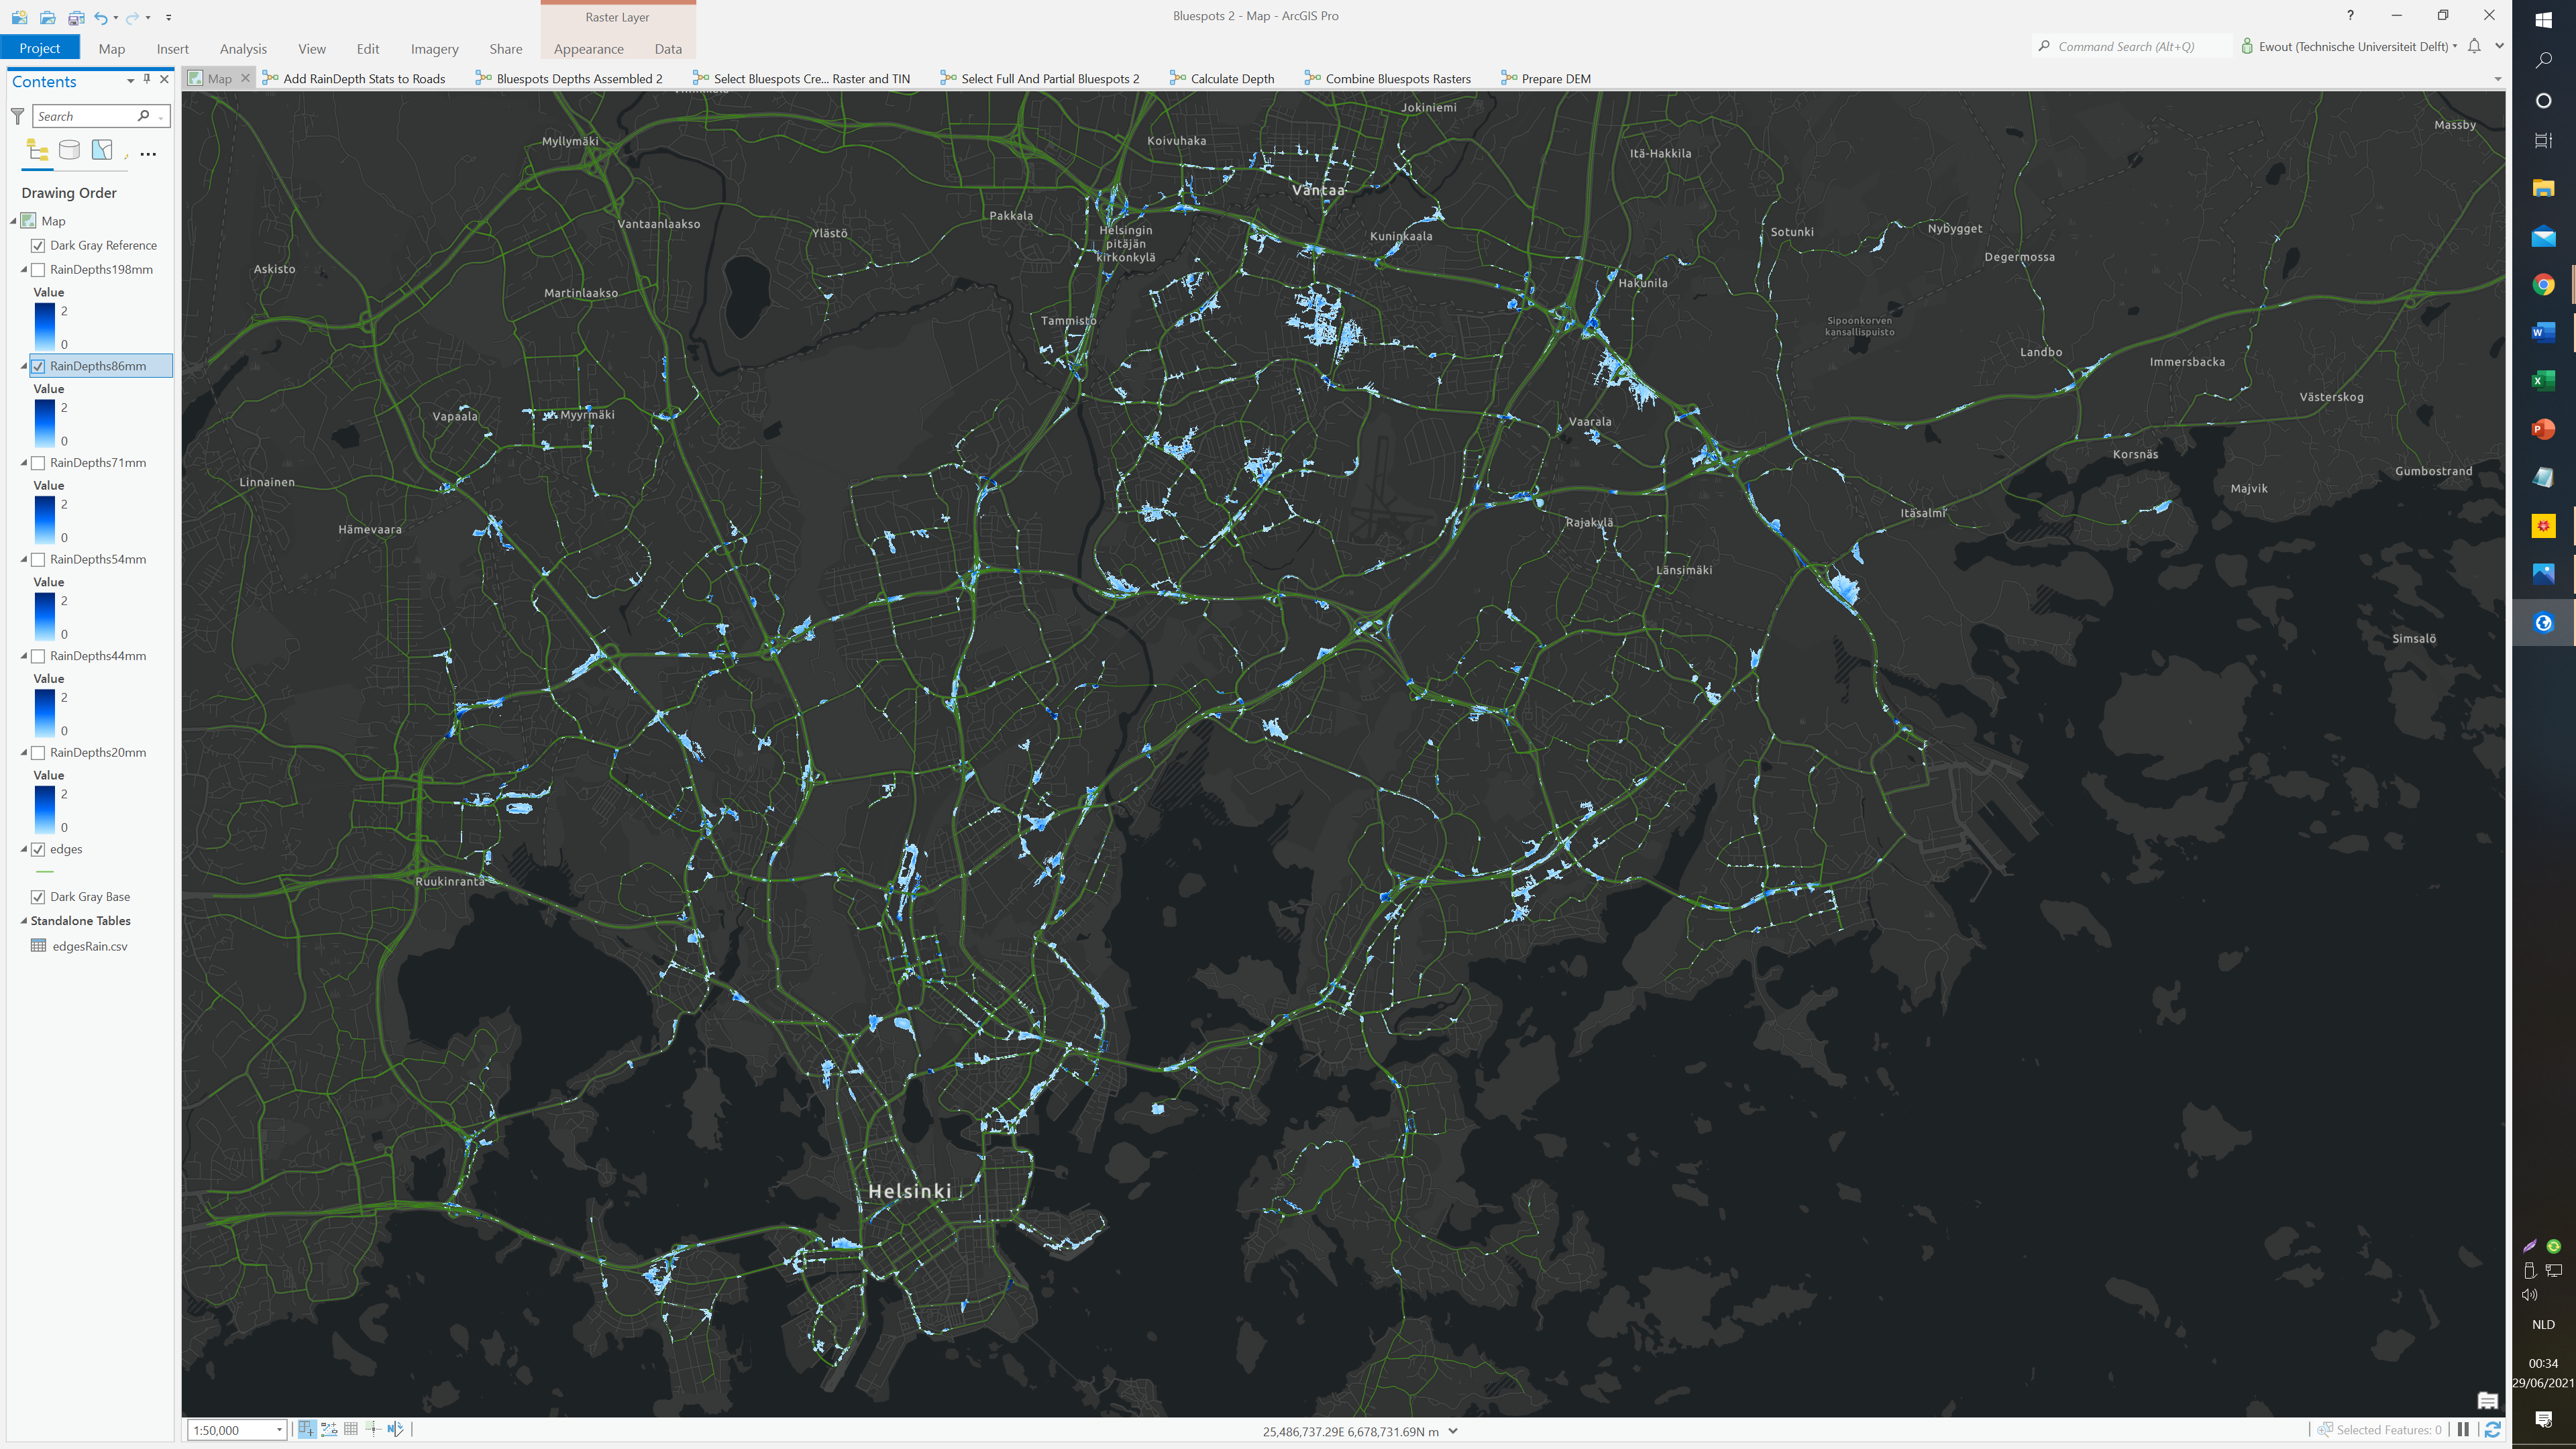 Raster Layer
Bluespots 2 - Map - ArcGIS Pro
?
Project
Map
Insert
Analysis
View
Edit
Imagery
Share
Appearance
Data
Command Search (Alt+Q)
Ewout (Technische Universiteit Delft)
Contents
Search
Drawing Order
Map
Dark Gray Reference
RainDepths198mm
Value
2
0
RainDepths86mm
Value
2
0
RainDepths71mm
Value
2
0
RainDepths54mm
Value
2
0
RainDepths44mm
Value
2
0
RainDepths20mm
Value
2
0
edges
Dark Gray Base
Standalone Tables
edgesRain.csv
Map
Add RainDepth Stats to Roads
Bluespots Depths Assembled 2
Select Bluespots Cre... Raster and TIN
Select Full And Partial Bluespots 2
Calculate Depth
Combine Bluespots Rasters
Prepare DEM
Jokiniemi
Massby
Myllymäki
Koivuhaka
Itä-Hakkila
Vantaa
Pakkala
Vantaanlaakso
Ylästö
Helsingin
pitäjän
kirkonkylä
Kuninkaala
Sotunki
Nybygget
Degermossa
Askisto
Martinlaakso
Hakunila
Tammisto
Sipoonkorven
kansallispuisto
Landbo
Immersbacka
Västerskog
Vapaala
Myyrmäki
Vaarala
Korsnäs
Gumbostrand
Linnainen
Majvik
Hämevaara
Rajakylä
Itäsalmi
Länsimäki
Simsalö
Ruukinranta
Helsinki
1:50,000
25,486,737.29E 6,678,731.69N m
Selected Features: 0
NLD
00:34
29/06/2021